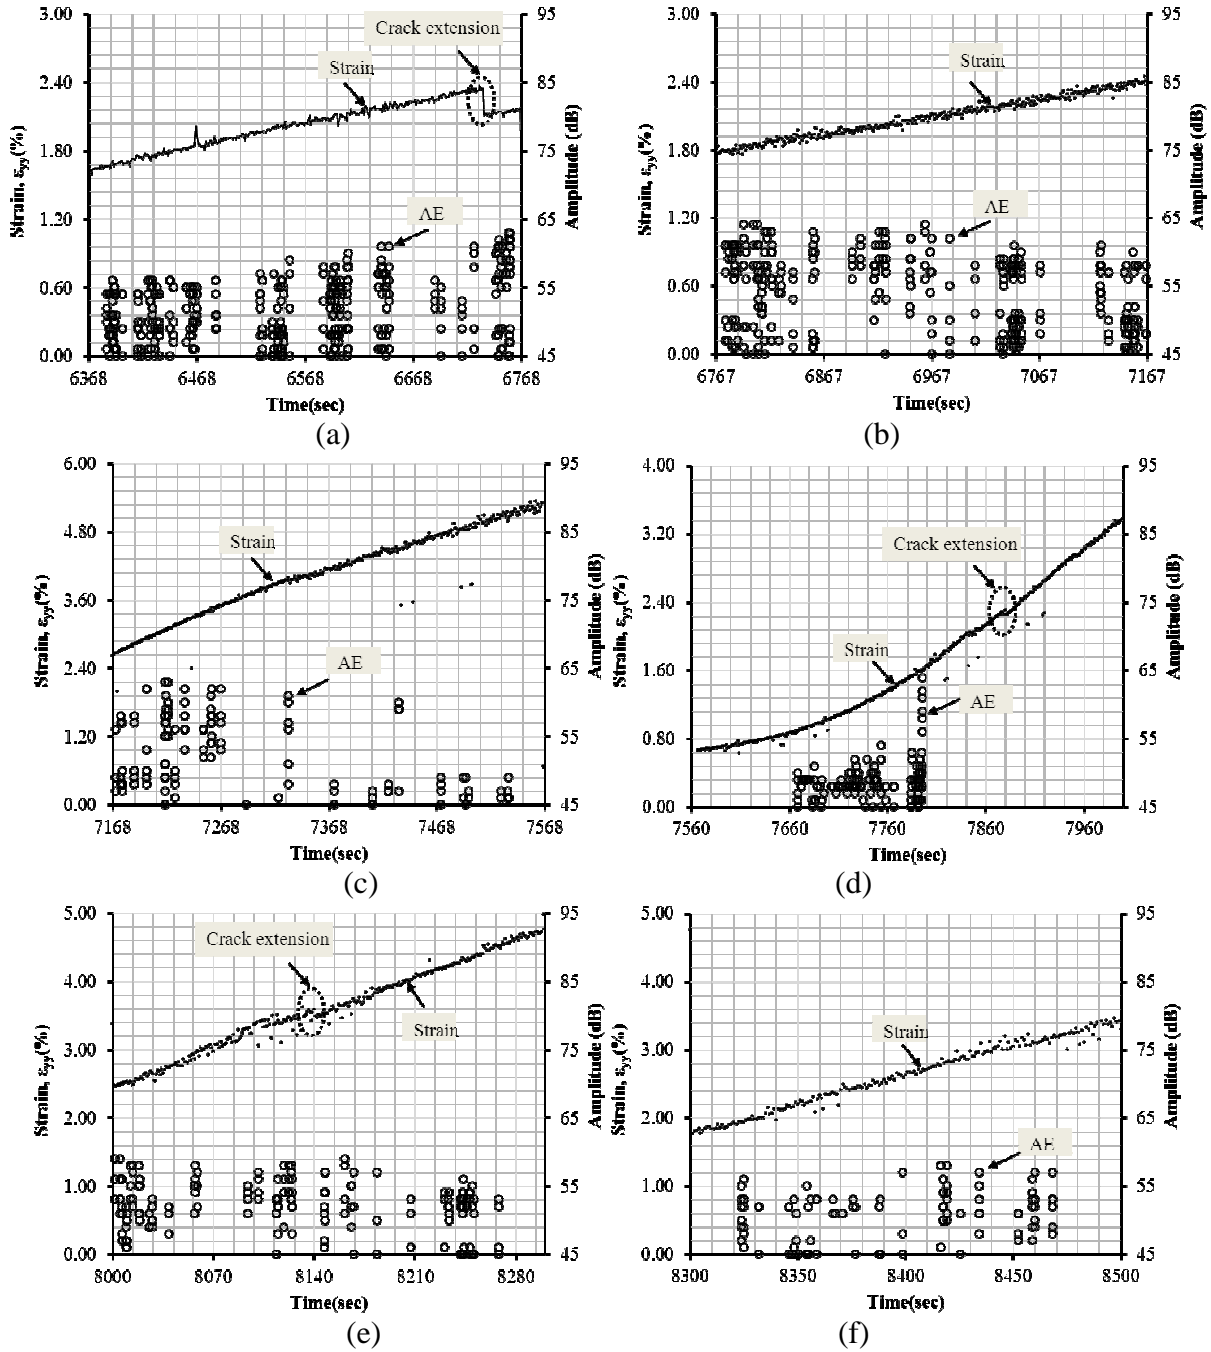 3.00 95
Crack extension
2.40 Strain 85
1.80 75
1.20 AE 65
0.60 55
0.00 45
6368 6468 6568 6668 6768
Strain, εyy(%)
Amplitude (dB)
Time(sec)
(a)
3.00 95
2.40 Strain 85
1.80 75
1.20 AE 65
0.60 55
0.00 45
6767 6867 6967 7067 7167
Strain, εyy(%)
Amplitude (dB)
Time(sec)
(b)
6.00 95
4.80 Strain 85
3.60 75
2.40 AE 65
1.20 55
0.00 45
7168 7268 7368 7468 7568
Strain, εyy(%)
Amplitude (dB)
Time(sec)
(c)
4.00 95
3.20 85
Crack extension
2.40 75
1.60 Strain 65
AE
0.80 55
0.00 45
7560 7660 7760 7860 7960
Strain, εyy(%)
Amplitude (dB)
Time(sec)
(d)
5.00 95
Crack extension
4.00 85
Strain
3.00 75
2.00 65
1.00 55
0.00 45
8000 8070 8140 8210 8280
Strain, εyy(%)
Amplitude (dB)
Time(sec)
(e)
5.00 95
4.00 85
Strain
3.00 75
2.00 65
AE
1.00 55
0.00 45
8300 8350 8400 8450 8500
Strain, εyy(%)
Amplitude (dB)
Time(sec)
(f)